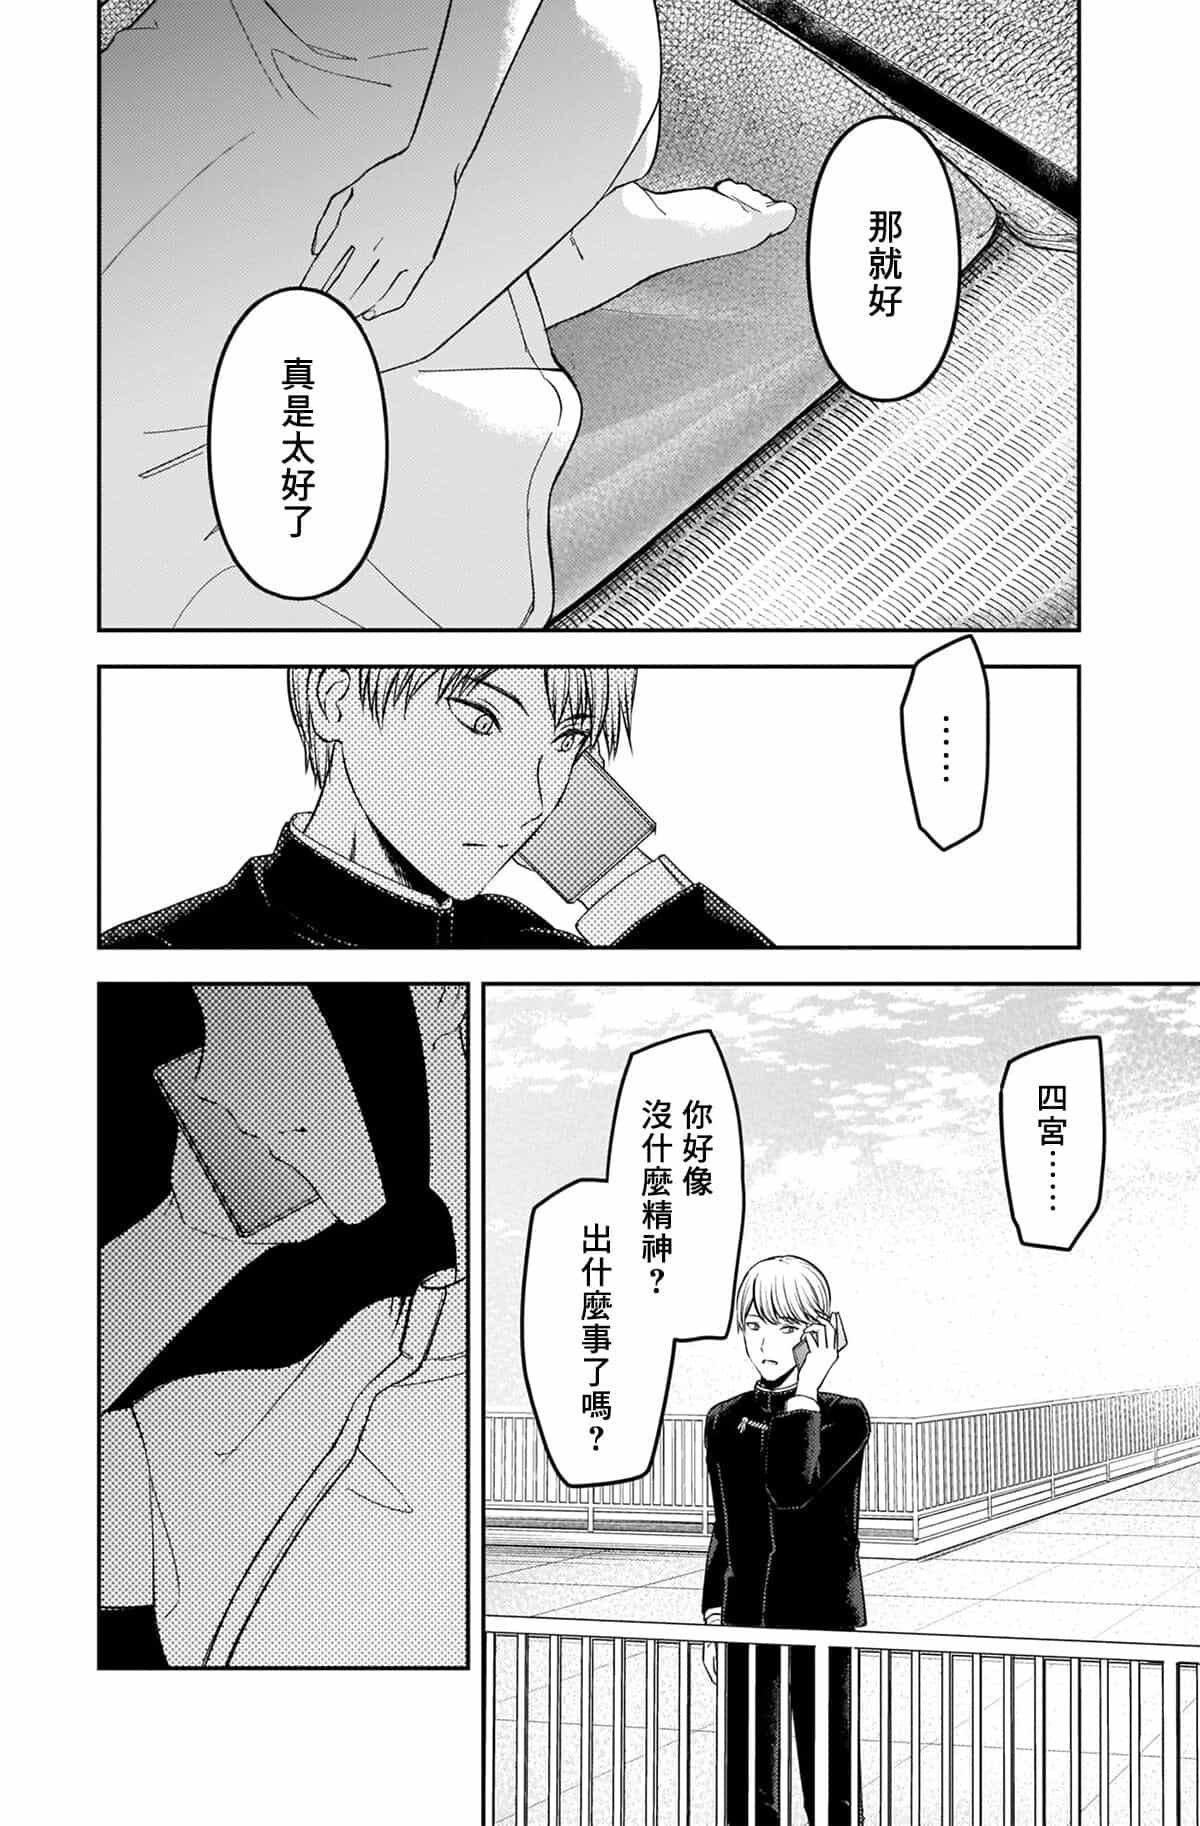 那就好
真是太好了
……
四宮……
你好像
沒什麼精神？
出什麼事了嗎？